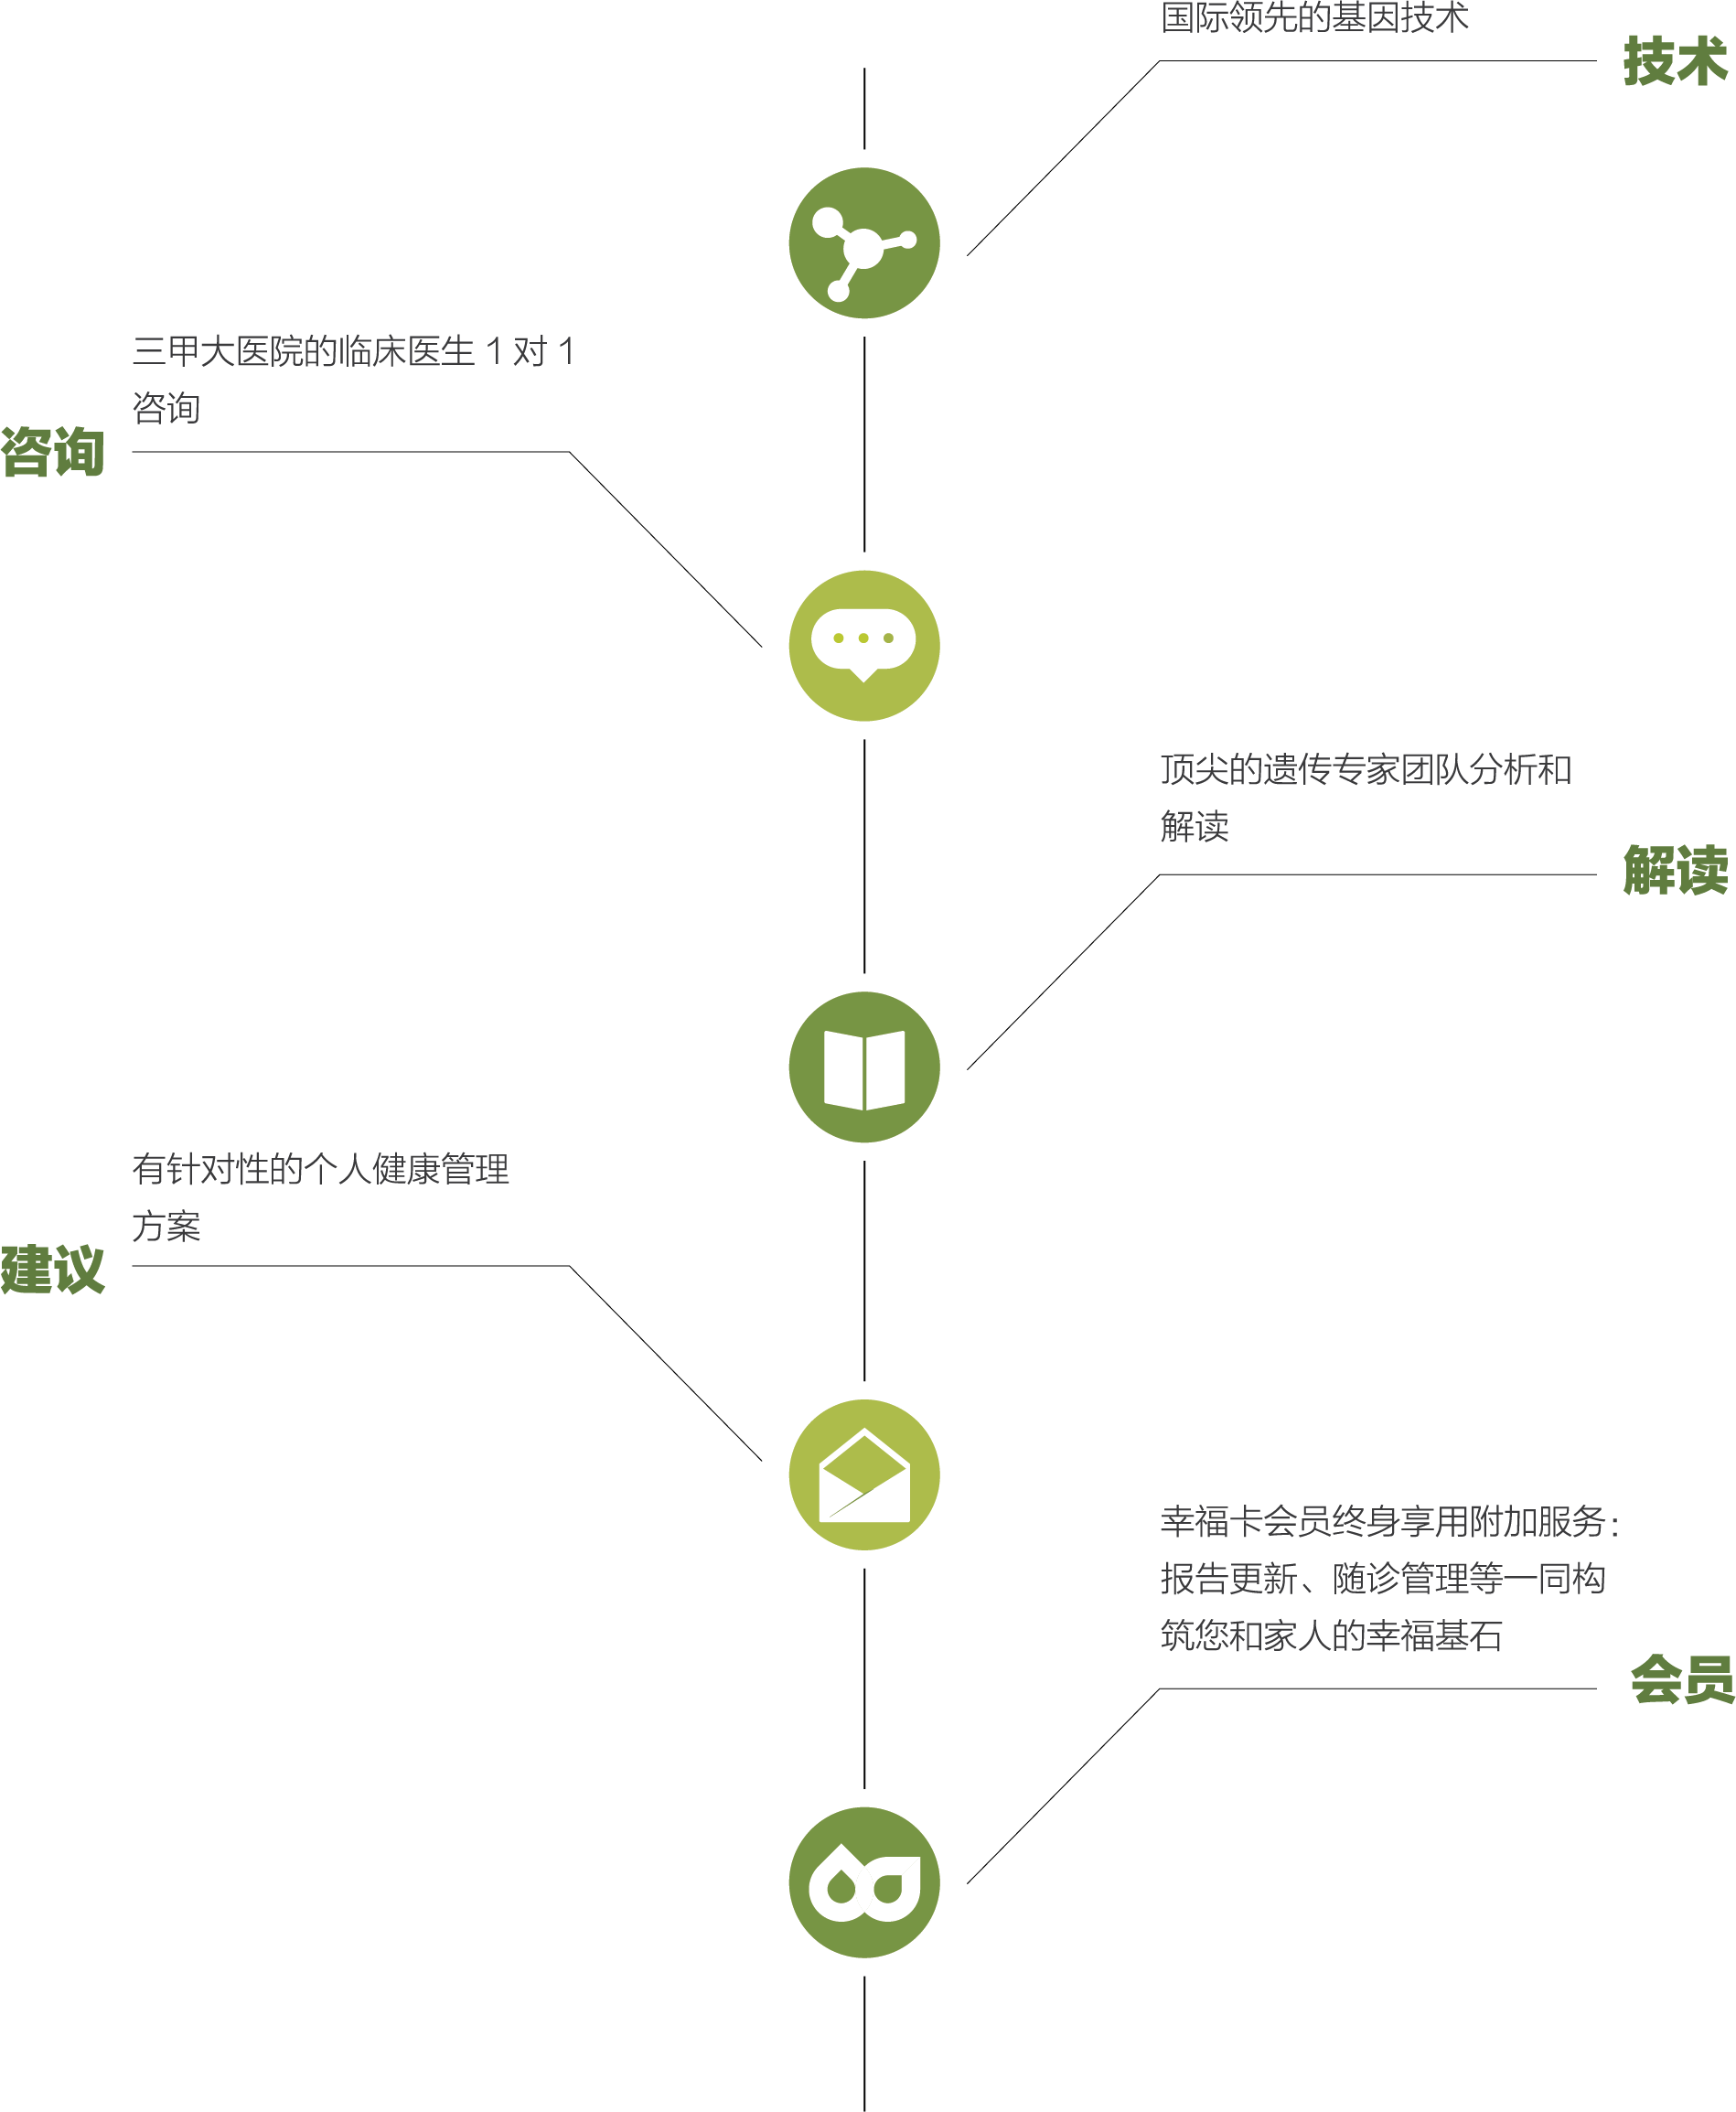 国际领先的基因技术
技术
三甲大医院的临床医生 1 对 1
咨询
咨询
顶尖的遗传专家团队分析和
解读
解读
有针对性的个人健康管理
方案
建议
幸福卡会员终身享用附加服务：
报告更新、随诊管理等一同构
筑您和家人的幸福基石
会员